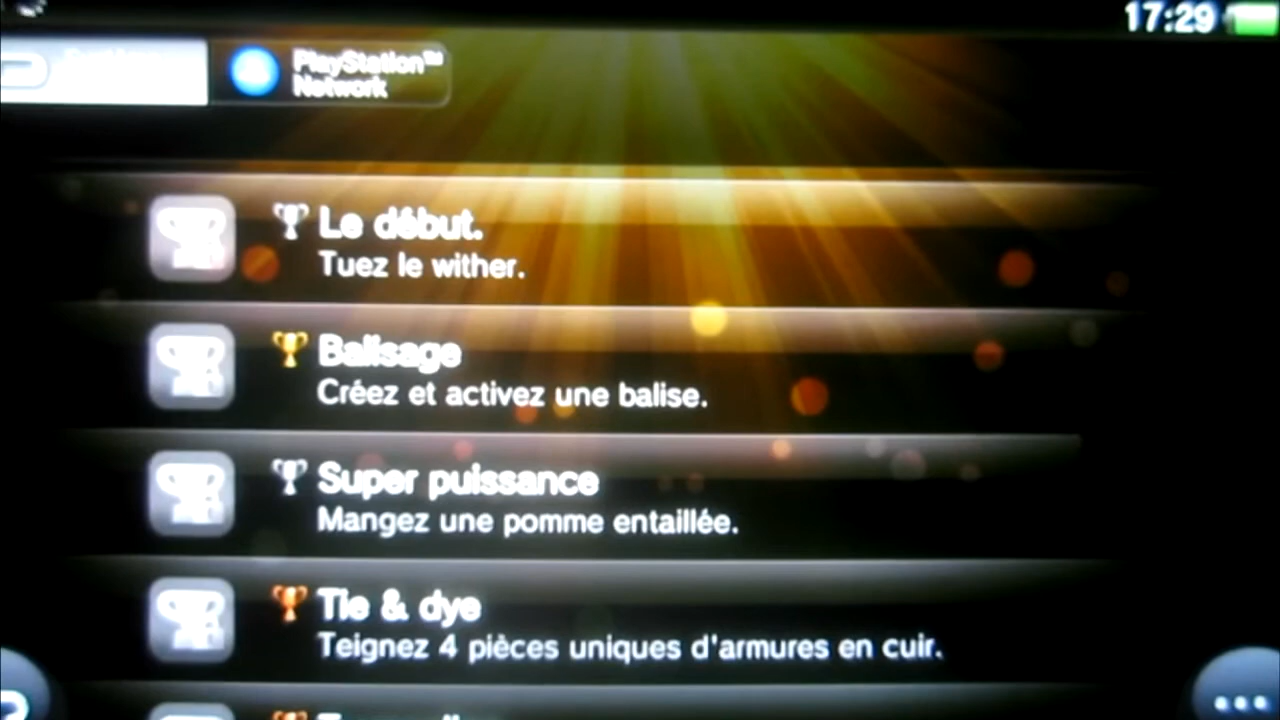 17:29
PlayStation™
Network
Le début.
Tuez le wither.
Balisage
Créez et activez une balise.
Super puissance
Mangez une pomme entaillée.
Tie & dye
Teignez 4 pièces uniques d'armures en cuir.